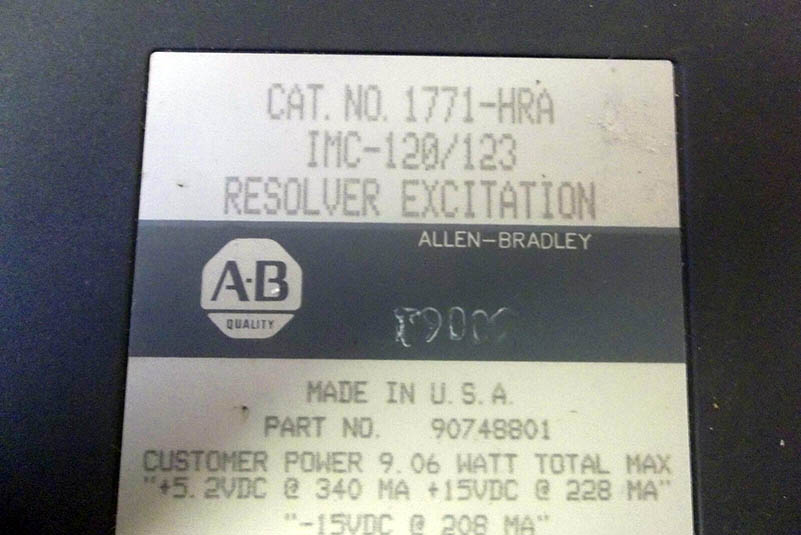 CAT. NO. 1771-HRA
IMC-120/123
RESOLVER EXCITATION
ALLEN-BRADLEY
A-B
QUALITY
MADE IN U.S.A.
PART NO. 90748801
CUSTOMER POWER 9.06 WATT TOTAL MAX
"+5.2VDC @ 340 MA +15VDC @ 228 MA"
"-15VDC @ 208 MA"